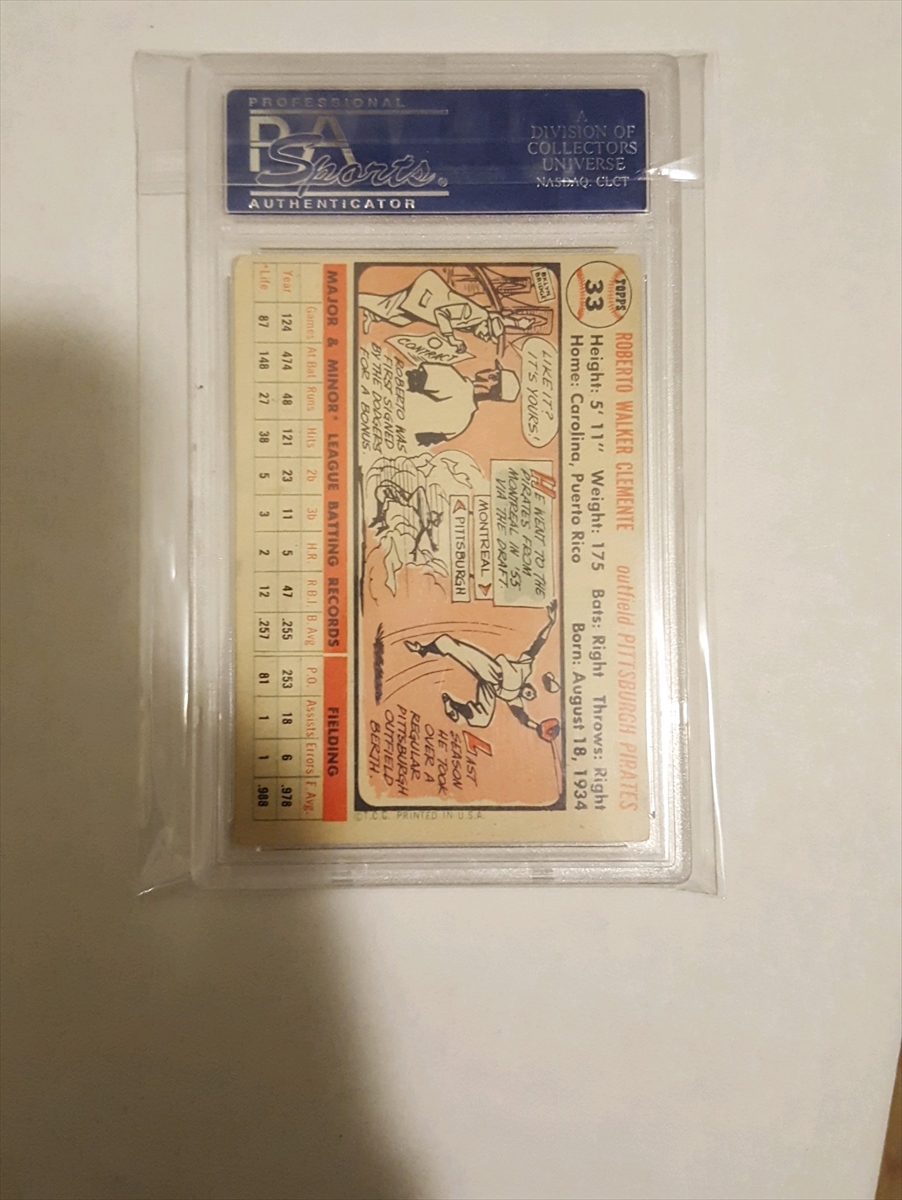 PROFESSIONAL
PSA
Sports
AUTHENTICATOR
A
DIVISION OF
COLLECTORS
UNIVERSE
NASDAQ: CLCT
TOPPS
33
ROBERTO WALKER CLEMENTE outfield PITTSBURGH PIRATES
Height: 5' 11" Weight: 175 Bats: Right Throws: Right
Home: Carolina, Puerto Rico Born: August 18, 1934
BKLYN
BRIDGE
LIKE IT?
IT'S YOURS!
CONTRACT
ROBERTO WAS
FIRST SIGNED
BY THE DODGERS
FOR A BONUS.
HE WENT TO THE
PIRATES FROM
MONTREAL IN '55
VIA THE DRAFT.
MONTREAL
PITTSBURGH
LAST
SEASON
HE TOOK
OVER A
REGULAR
PITTSBURGH
OUTFIELD
BERTH.
©T.C.G. PRINTED IN U.S.A.
MAJOR & MINOR* LEAGUE BATTING RECORDS FIELDING
Games At Bat Runs Hits 2b 3b H.R R.B.I B. Avg P.O. Assists Errors F. Avg.
Year 124 474 48 121 23 11 5 47 .255 253 18 6 .978
*Life 87 148 27 38 5 3 2 12 .257 81 1 1 .988